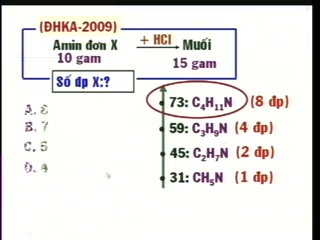 (ĐHKA-2009)
Amin đơn X + HCl Muối
10 gam 15 gam
Số đp X:?
A. 8
B. 7
C. 5
D. 4
73: C₄H₁₁N (8 đp)
59: C₃H₉N (4 đp)
45: C₂H₇N (2 đp)
31: CH₅N (1 đp)